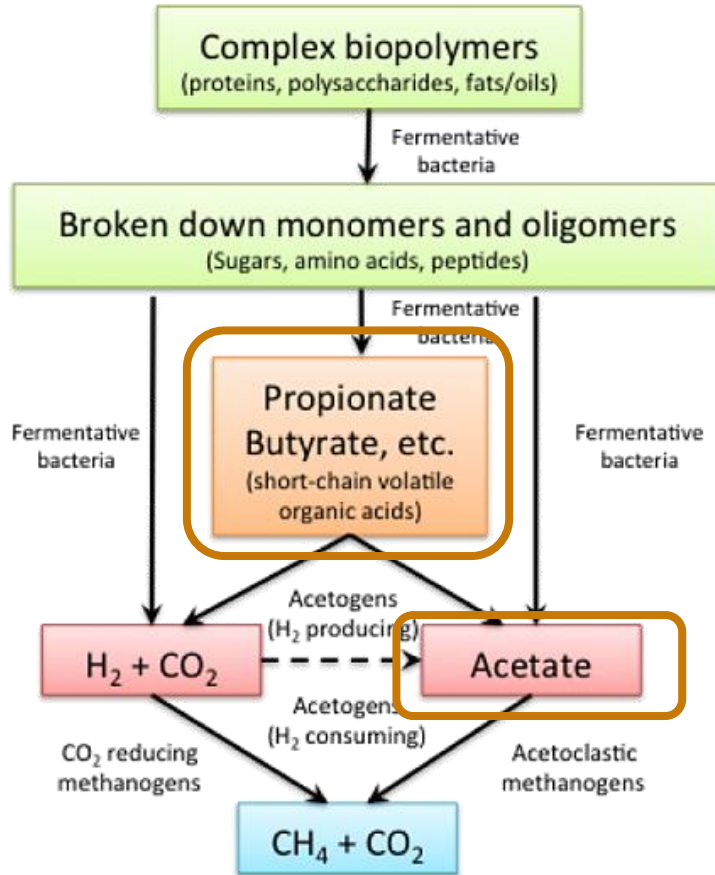 Complex biopolymers
(proteins, polysaccharides, fats/oils)
Fermentative
bacteria
Broken down monomers and oligomers
(Sugars, amino acids, peptides)
Fermentative
bacteria
Propionate
Butyrate, etc.
(short-chain volatile
organic acids)
Fermentative
bacteria
Fermentative
bacteria
Acetogens
(H₂ producing)
H₂ + CO₂
Acetate
Acetogens
(H₂ consuming)
CO₂ reducing
methanogens
Acetoclastic
methanogens
CH₄ + CO₂